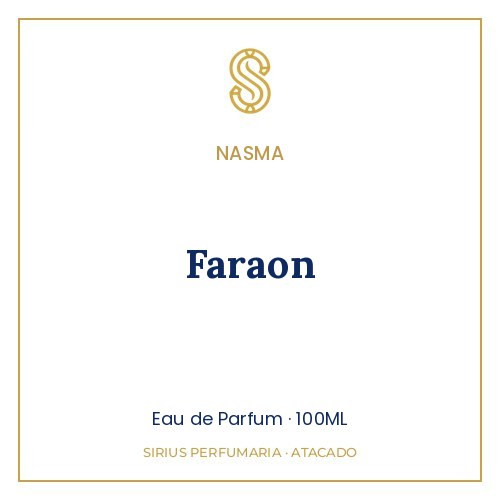 NASMA
Faraon
Eau de Parfum · 100ML
SIRIUS PERFUMARIA · ATACADO